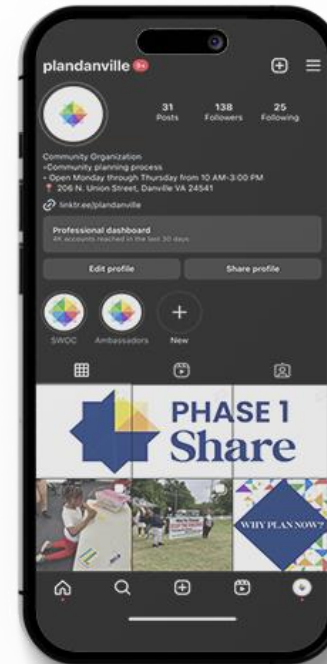 plandanville 9+
31 138 25
Posts Followers Following
Community Organization
•Community planning process
• Open Monday through Thursday from 10 AM-3:00 PM
206 N. Union Street, Danville VA 24541
linktr.ee/plandanville
Professional dashboard
4K accounts reached in the last 30 days
Edit profile Share profile
SWOC Ambassadors New
PHASE 1
Share
WHY PLAN NOW?